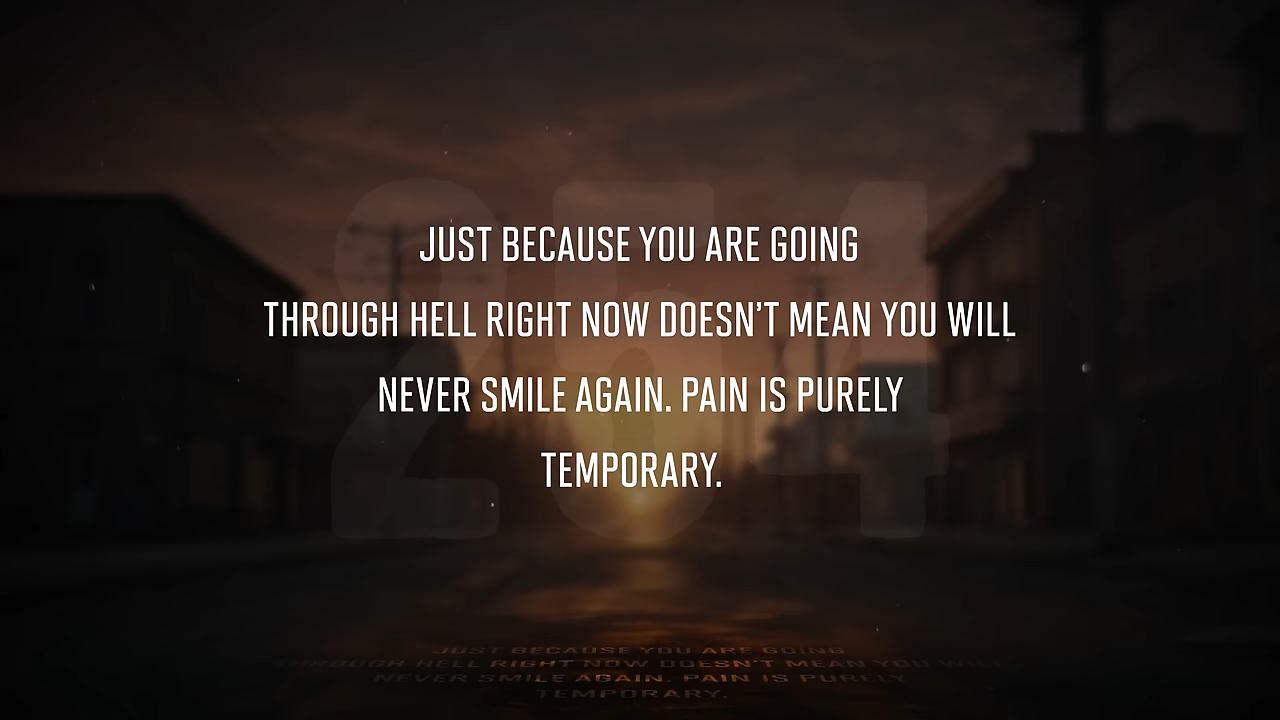 254
JUST BECAUSE YOU ARE GOING
THROUGH HELL RIGHT NOW DOESN'T MEAN YOU WILL
NEVER SMILE AGAIN. PAIN IS PURELY
TEMPORARY.
JUST BECAUSE YOU ARE GOING
THROUGH HELL RIGHT NOW DOESN'T MEAN YOU WILL
NEVER SMILE AGAIN. PAIN IS PURELY
TEMPORARY.